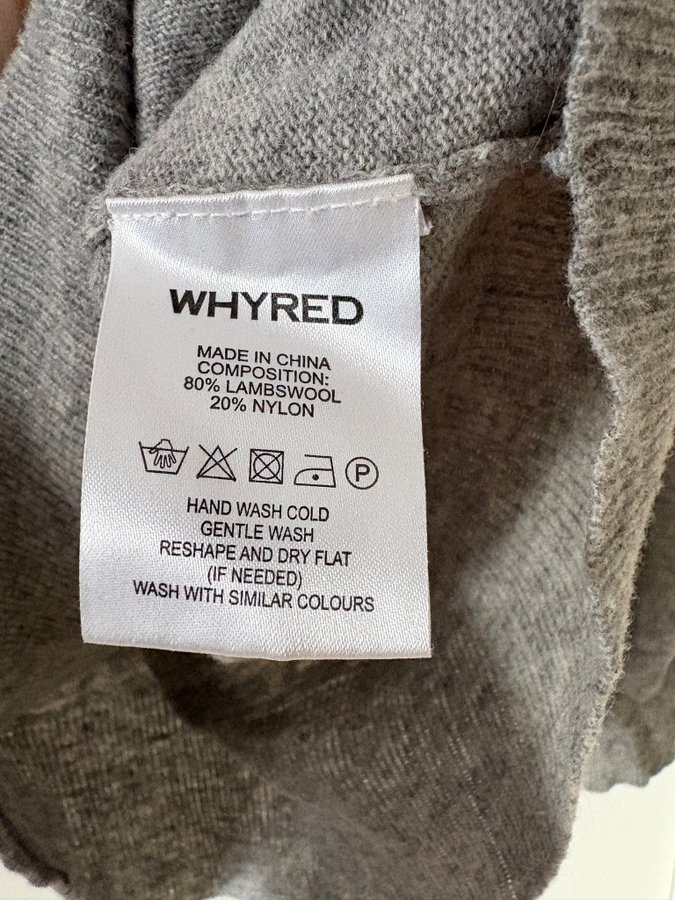 WHYRED
MADE IN CHINA
COMPOSITION:
80% LAMBSWOOL
20% NYLON
P
HAND WASH COLD
GENTLE WASH
RESHAPE AND DRY FLAT
(IF NEEDED)
WASH WITH SIMILAR COLOURS